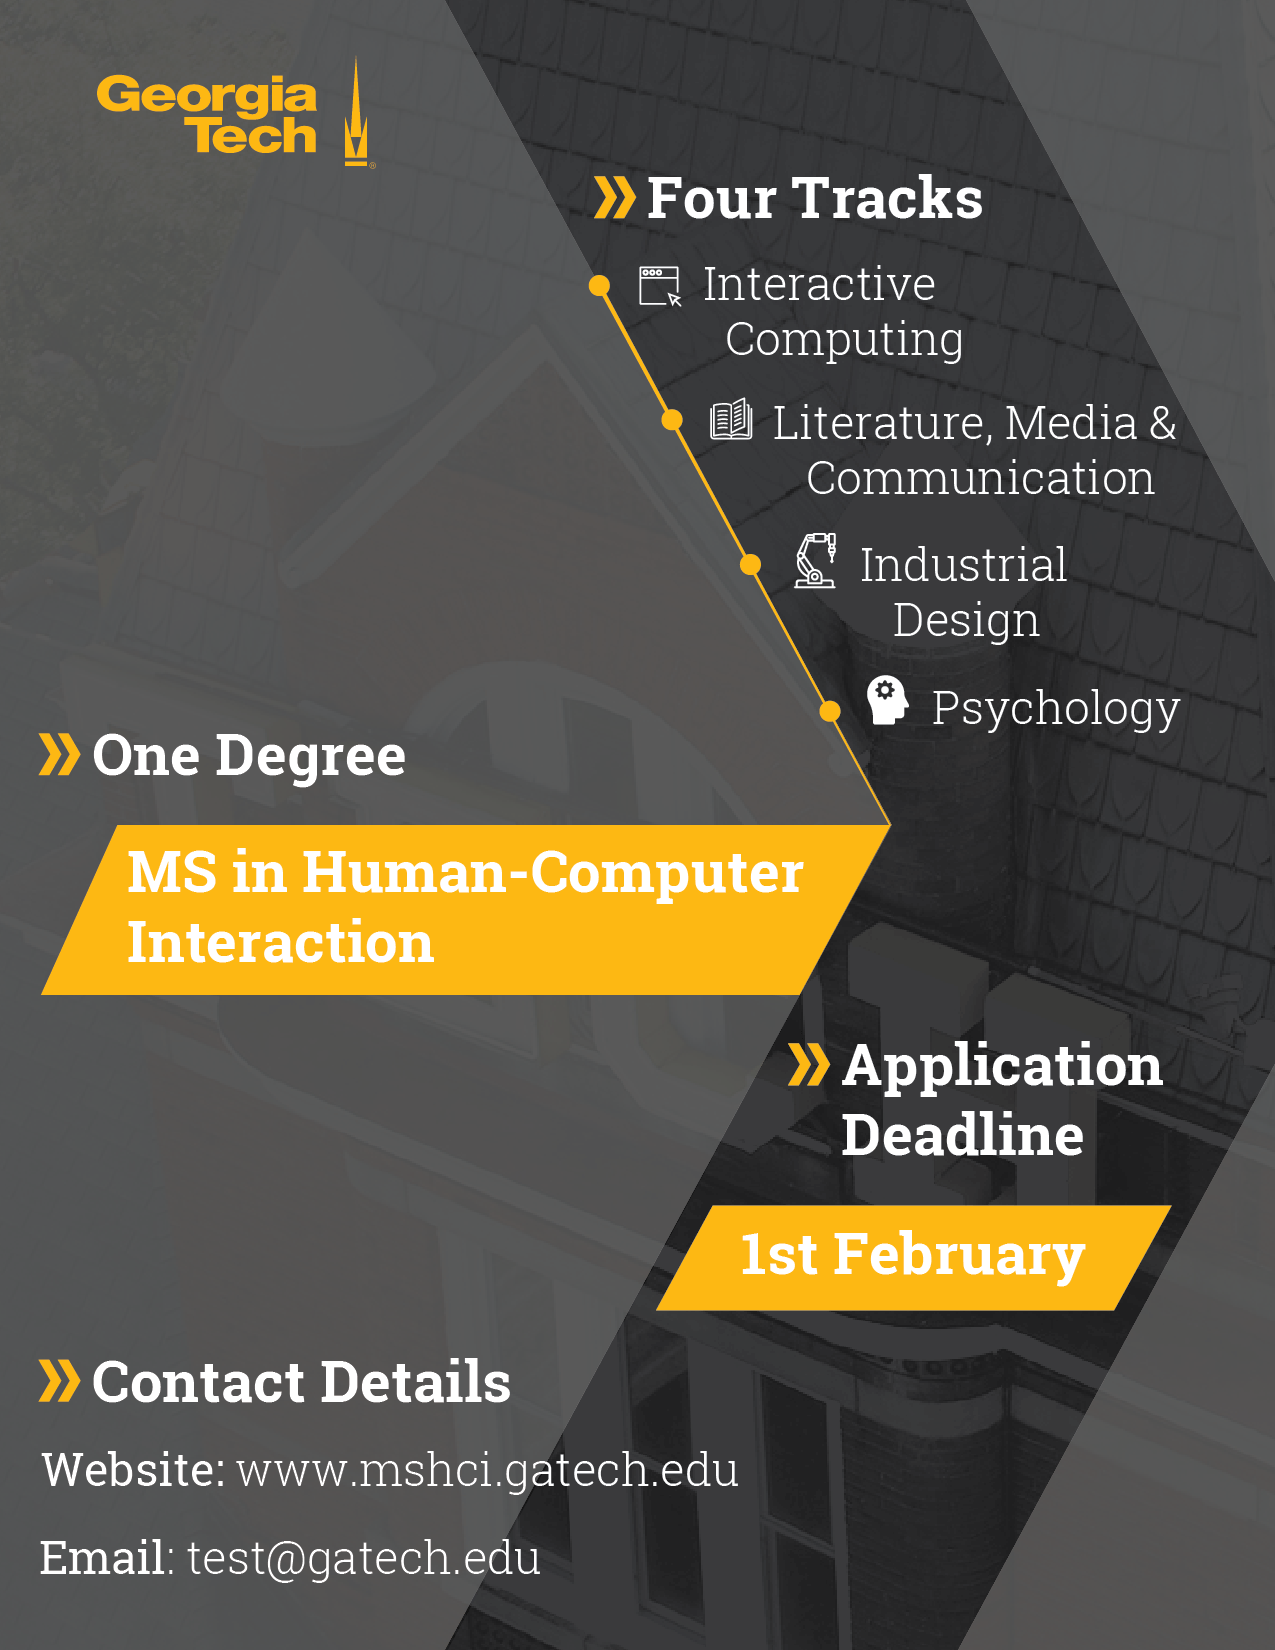 Georgia
Tech
®
Four Tracks
Interactive
Computing
Literature, Media &
Communication
Industrial
Design
Psychology
One Degree
MS in Human-Computer
Interaction
Application
Deadline
1st February
Contact Details
Website: www.mshci.gatech.edu
Email: test@gatech.edu